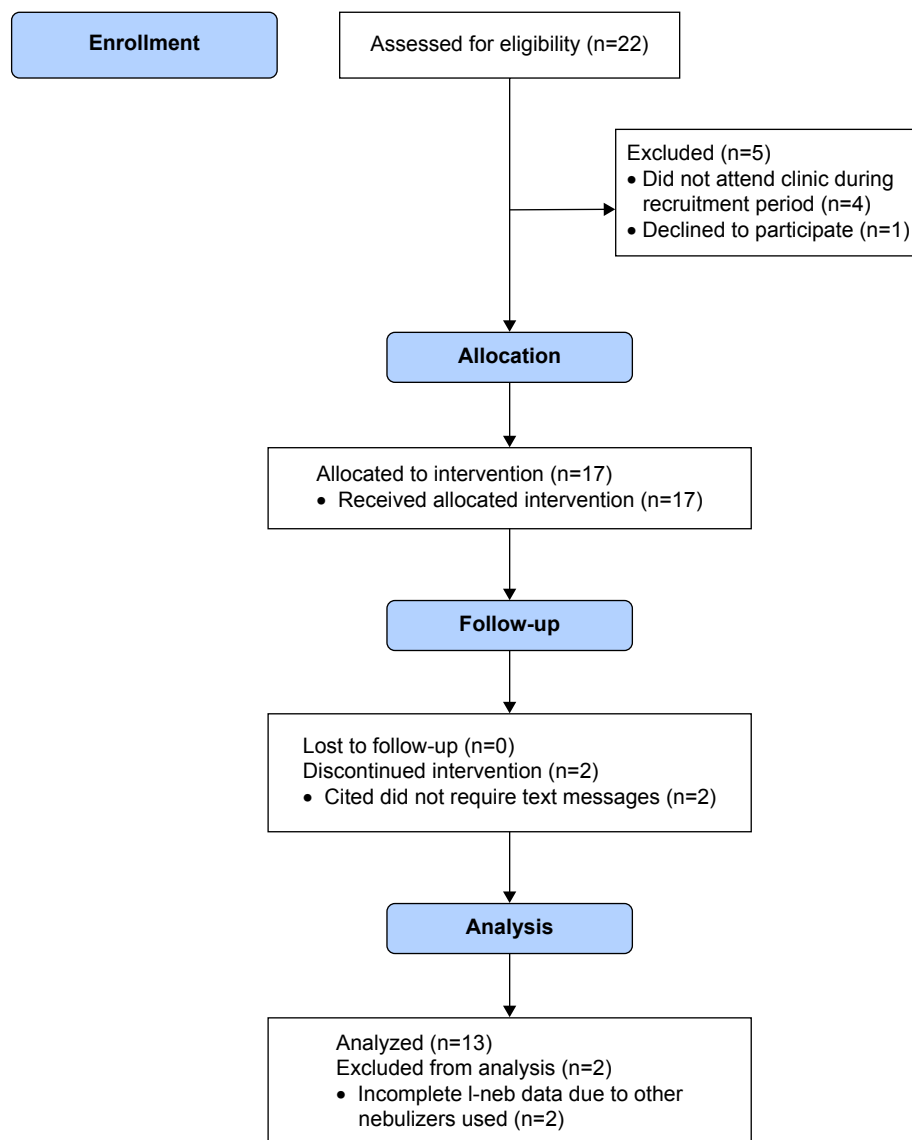 Enrollment
Assessed for eligibility (n=22)
Excluded (n=5)
• Did not attend clinic during
recruitment period (n=4)
• Declined to participate (n=1)
Allocation
Allocated to intervention (n=17)
• Received allocated intervention (n=17)
Follow-up
Lost to follow-up (n=0)
Discontinued intervention (n=2)
• Cited did not require text messages (n=2)
Analysis
Analyzed (n=13)
Excluded from analysis (n=2)
• Incomplete I-neb data due to other
nebulizers used (n=2)